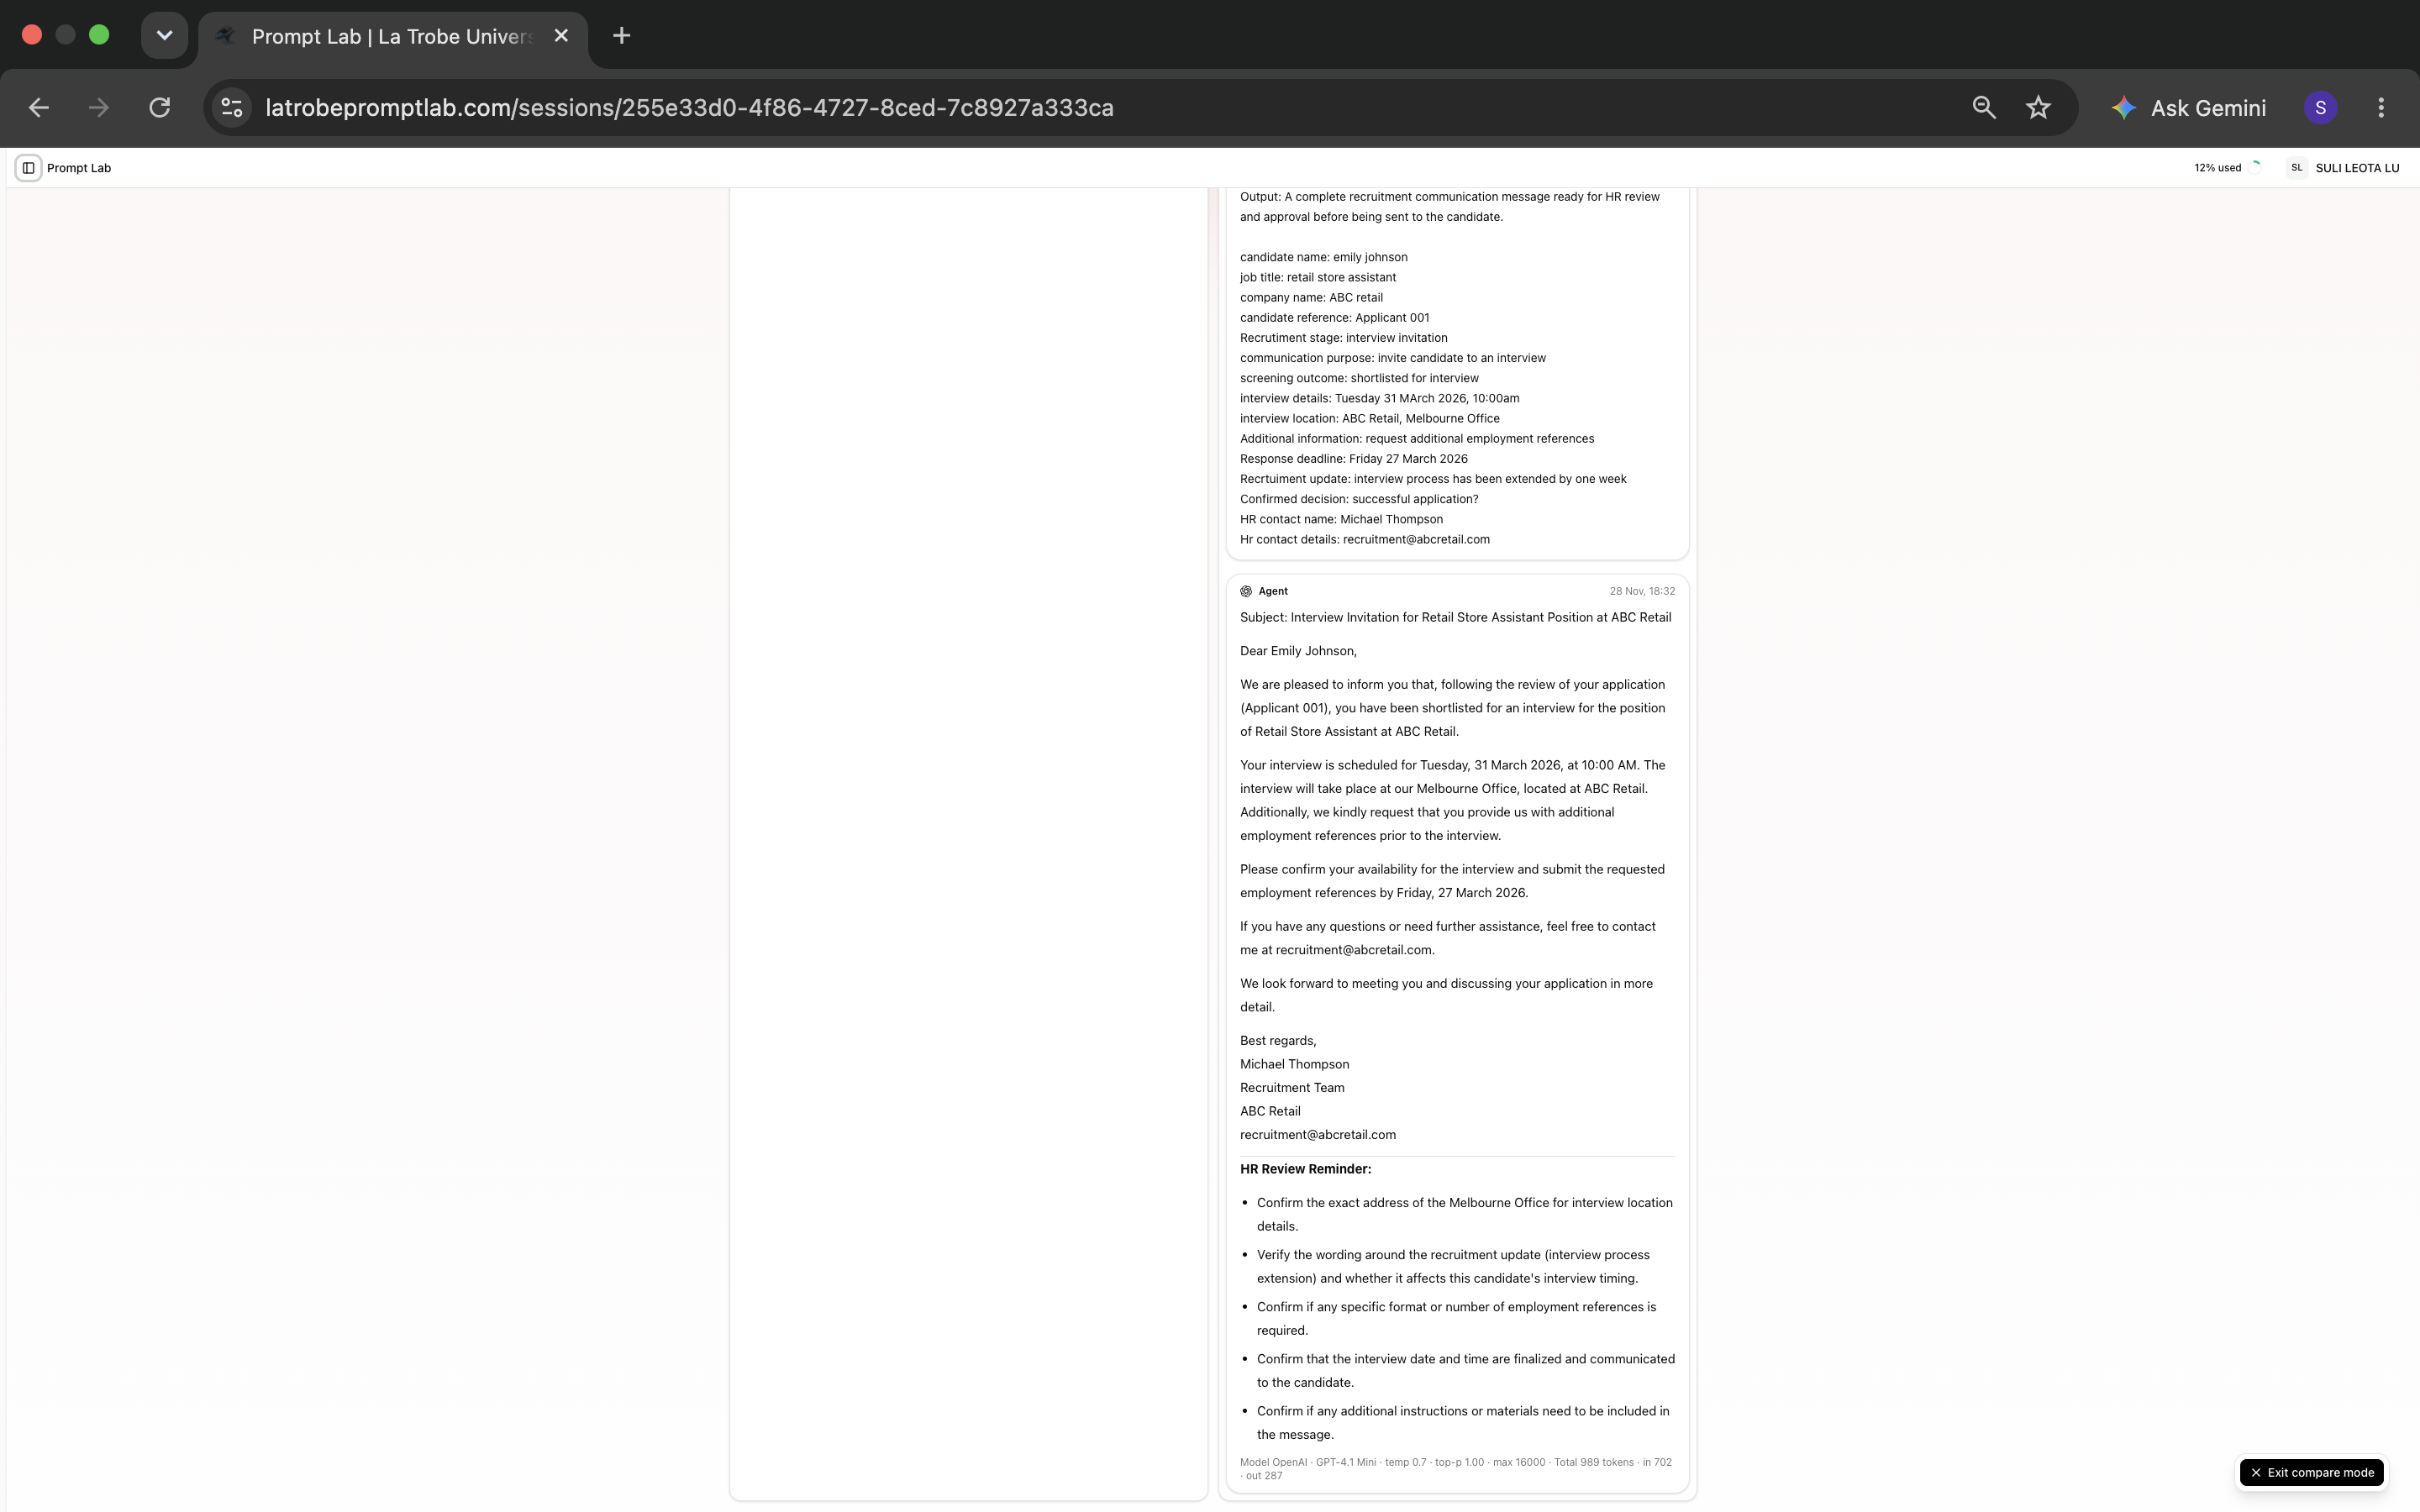 Prompt Lab | La Trobe Univers
latrobepromptlab.com/sessions/255e33d0-4f86-4727-8ced-7c8927a333ca
Ask Gemini
S
Prompt Lab
12% used
SL
SULI LEOTA LU
Output: A complete recruitment communication message ready for HR review
and approval before being sent to the candidate.
candidate name: emily johnson
job title: retail store assistant
company name: ABC retail
candidate reference: Applicant 001
Recrutiment stage: interview invitation
communication purpose: invite candidate to an interview
screening outcome: shortlisted for interview
interview details: Tuesday 31 MArch 2026, 10:00am
interview location: ABC Retail, Melbourne Office
Additional information: request additional employment references
Response deadline: Friday 27 March 2026
Recrtuiment update: interview process has been extended by one week
Confirmed decision: successful application?
HR contact name: Michael Thompson
Hr contact details: recruitment@abcretail.com
Agent
28 Nov, 18:32
Subject: Interview Invitation for Retail Store Assistant Position at ABC Retail
Dear Emily Johnson,
We are pleased to inform you that, following the review of your application
(Applicant 001), you have been shortlisted for an interview for the position
of Retail Store Assistant at ABC Retail.
Your interview is scheduled for Tuesday, 31 March 2026, at 10:00 AM. The
interview will take place at our Melbourne Office, located at ABC Retail.
Additionally, we kindly request that you provide us with additional
employment references prior to the interview.
Please confirm your availability for the interview and submit the requested
employment references by Friday, 27 March 2026.
If you have any questions or need further assistance, feel free to contact
me at recruitment@abcretail.com.
We look forward to meeting you and discussing your application in more
detail.
Best regards,
Michael Thompson
Recruitment Team
ABC Retail
recruitment@abcretail.com
HR Review Reminder:
• Confirm the exact address of the Melbourne Office for interview location
details.
• Verify the wording around the recruitment update (interview process
extension) and whether it affects this candidate's interview timing.
• Confirm if any specific format or number of employment references is
required.
• Confirm that the interview date and time are finalized and communicated
to the candidate.
• Confirm if any additional instructions or materials need to be included in
the message.
Model OpenAI · GPT-4.1 Mini · temp 0.7 · top-p 1.00 · max 16000 · Total 989 tokens · in 702
· out 287
Exit compare mode